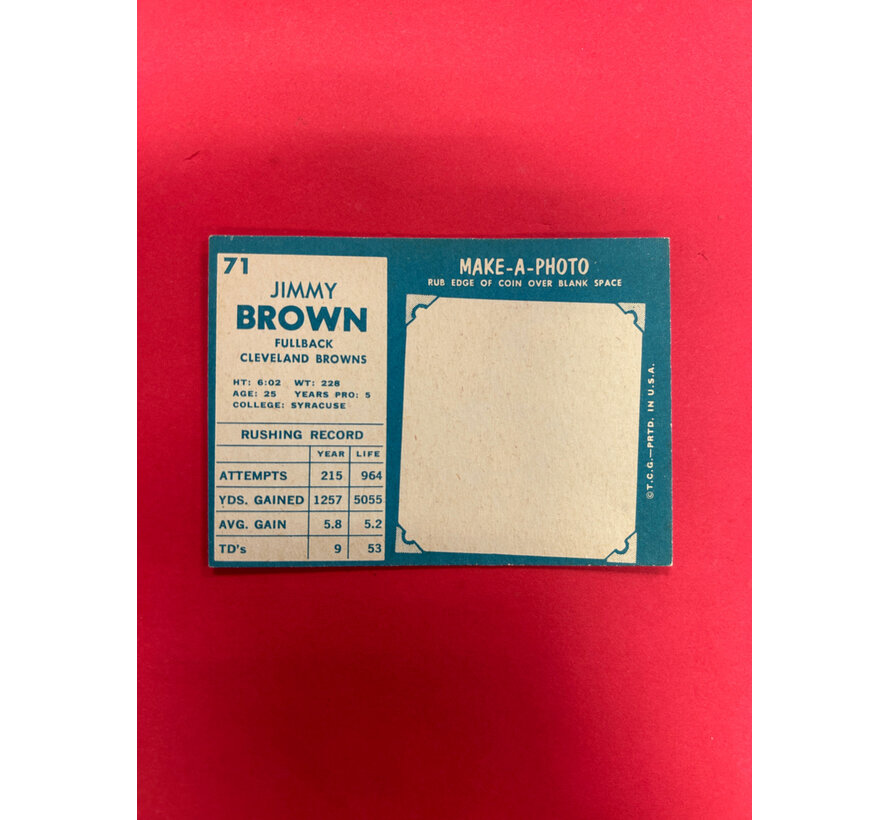 71
JIMMY
BROWN
FULLBACK
CLEVELAND BROWNS
HT: 6:02 WT: 228
AGE: 25 YEARS PRO: 5
COLLEGE: SYRACUSE
RUSHING RECORD
YEAR LIFE
ATTEMPTS 215 964
YDS. GAINED 1257 5055
AVG. GAIN 5.8 5.2
TD's 9 53
MAKE-A-PHOTO
RUB EDGE OF COIN OVER BLANK SPACE
©T.C.G.—PRTD. IN U.S.A.